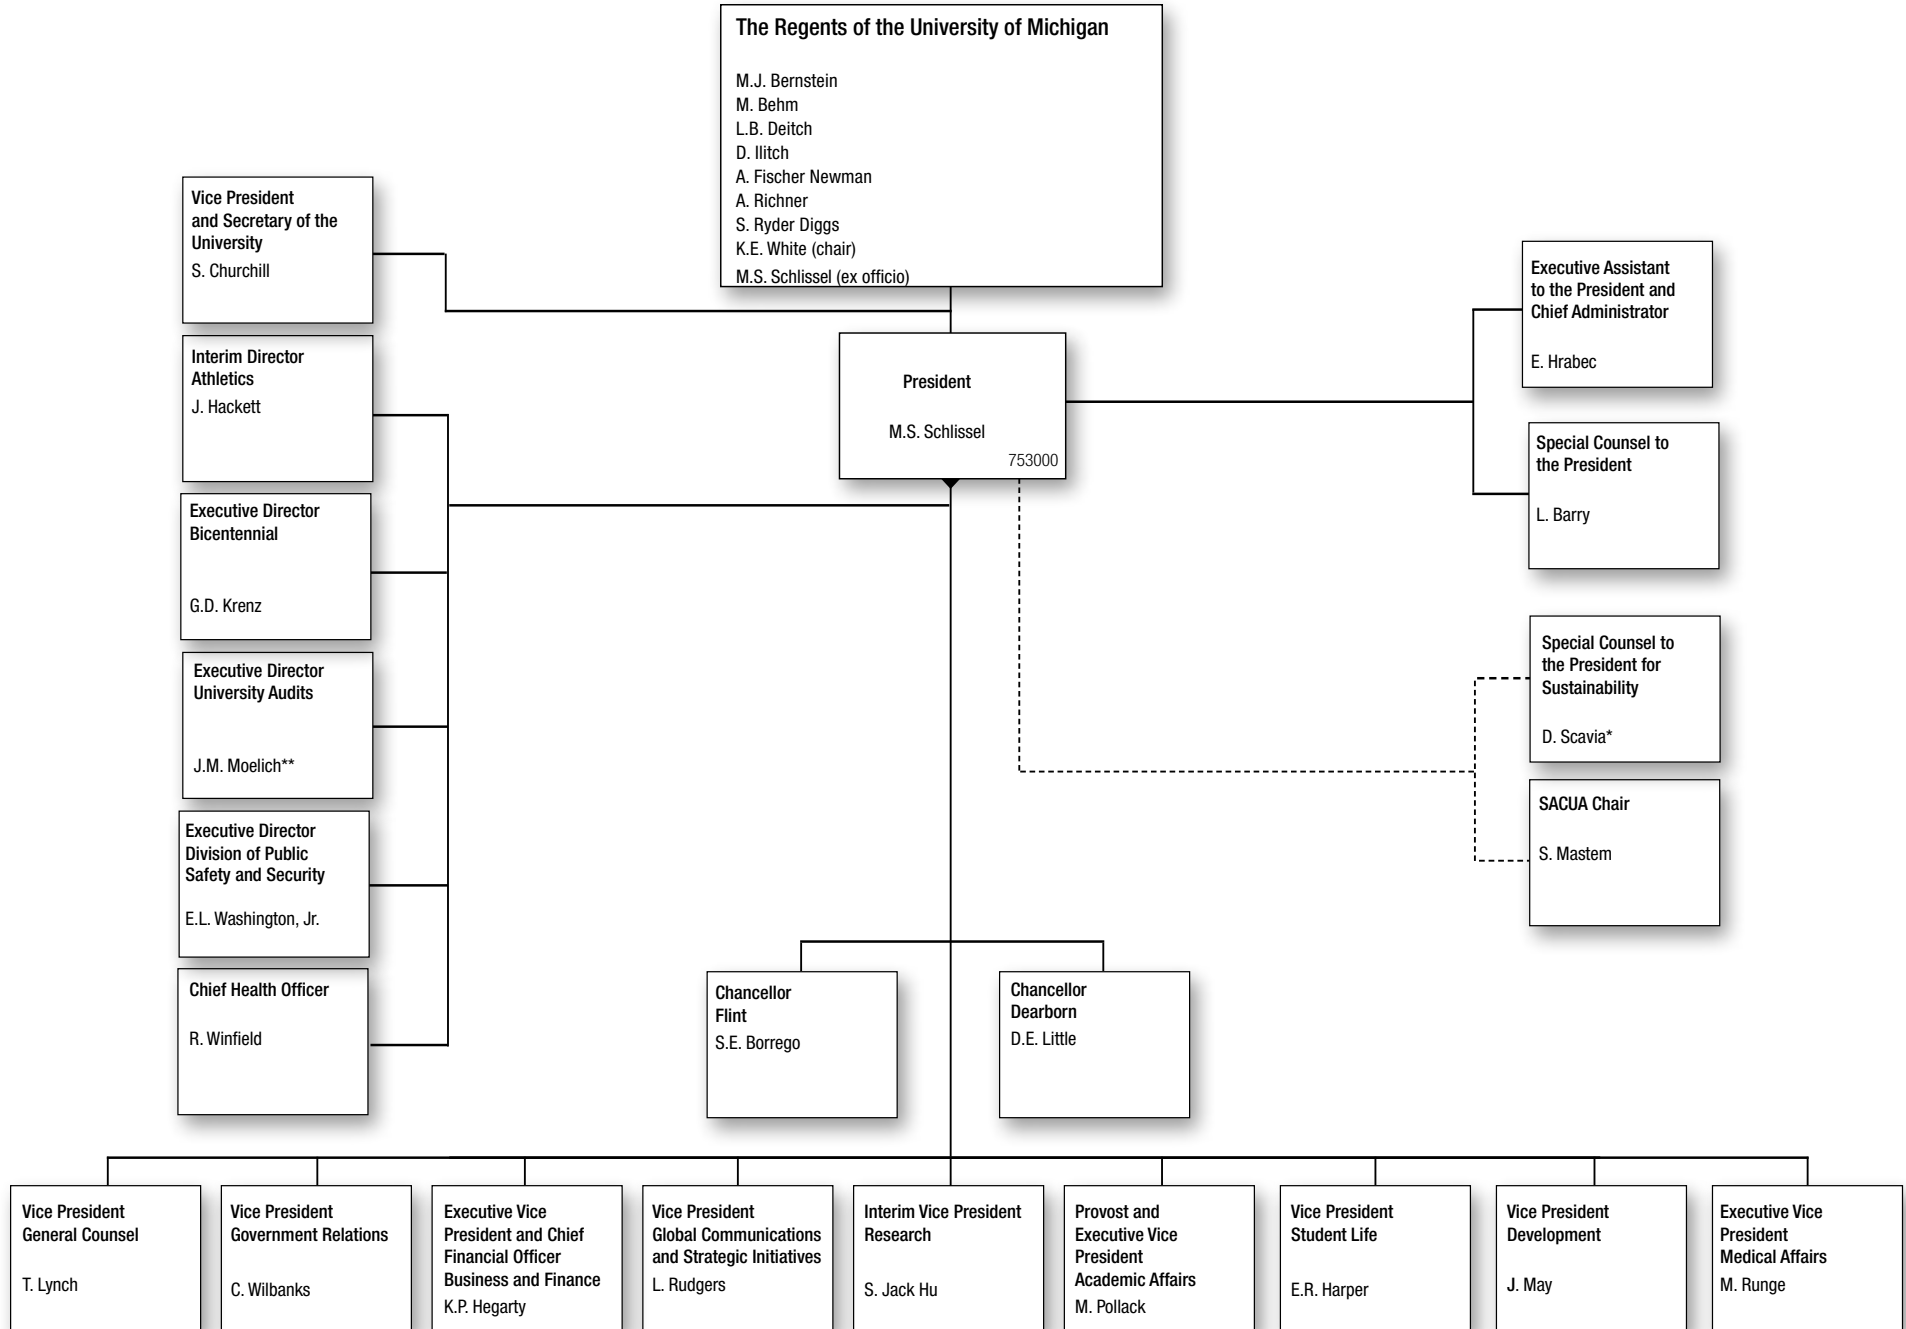 The Regents of the University of Michigan
M.J. Bernstein
M. Behm
L.B. Deitch
D. Ilitch
A. Fischer Newman
A. Richner
S. Ryder Diggs
K.E. White (chair)
M.S. Schlissel (ex officio)
Vice President
and Secretary of the
University
S. Churchill
Interim Director
Athletics
J. Hackett
Executive Director
Bicentennial
G.D. Krenz
Executive Director
University Audits
J.M. Moelich**
Executive Director
Division of Public
Safety and Security
E.L. Washington, Jr.
Chief Health Officer
R. Winfield
President
M.S. Schlissel
753000
Executive Assistant
to the President and
Chief Administrator
E. Hrabec
Special Counsel to
the President
L. Barry
Special Counsel to
the President for
Sustainability
D. Scavia*
SACUA Chair
S. Mastem
Chancellor
Flint
S.E. Borrego
Chancellor
Dearborn
D.E. Little
Vice President
General Counsel
T. Lynch
Vice President
Government Relations
C. Wilbanks
Executive Vice
President and Chief
Financial Officer
Business and Finance
K.P. Hegarty
Vice President
Global Communications
and Strategic Initiatives
L. Rudgers
Interim Vice President
Research
S. Jack Hu
Provost and
Executive Vice
President
Academic Affairs
M. Pollack
Vice President
Student Life
E.R. Harper
Vice President
Development
J. May
Executive Vice
President
Medical Affairs
M. Runge